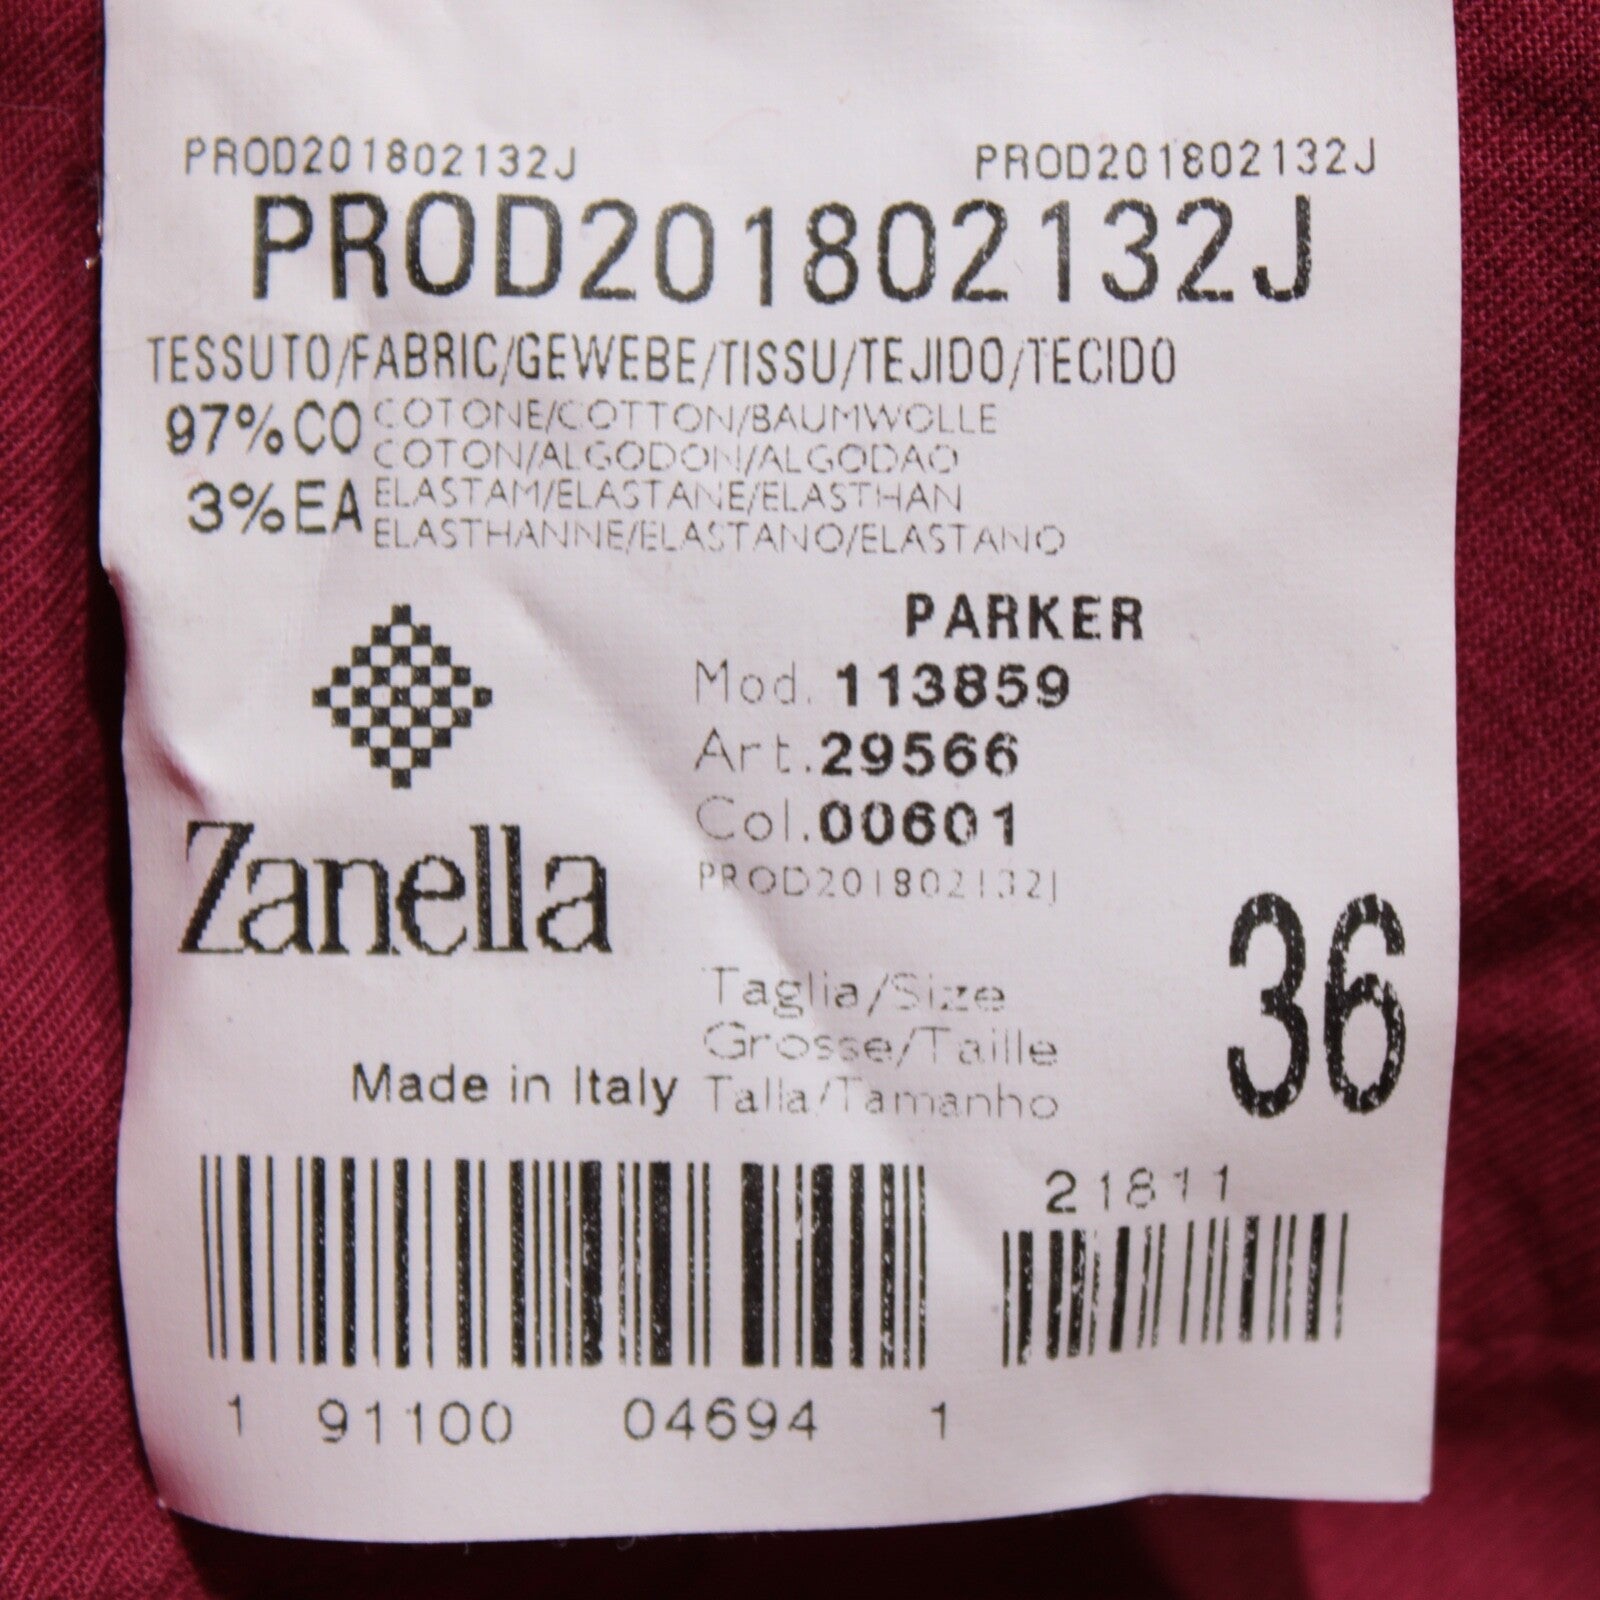 PROD201802132J PROD201802132J
PROD201802132J
TESSUTO/FABRIC/GEWEBE/TISSU/TEJIDO/TECIDO
97%CO COTONE/COTTON/BAUMWOLLE
COTON/ALGODON/ALGODAO
3%EA ELASTAM/ELASTANE/ELASTHAN
ELASTHANNE/ELASTANO/ELASTANO
PARKER
Mod. 113859
Art. 29566
Col. 00601
PROD201802132J
Zanella
36
Taglia/Size
Grosse/Taille
Made in Italy Talla/Tamanho
21811
1 91100 04694 1